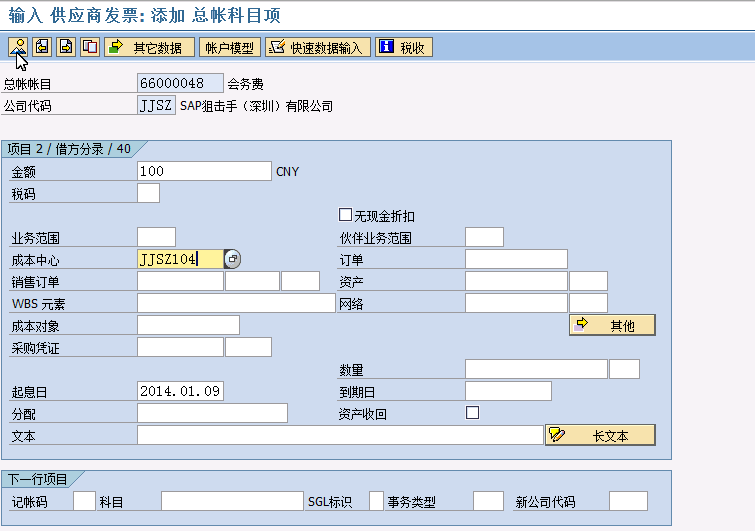 输入 供应商发票: 添加 总帐科目项
其它数据 帐户模型 快速数据输入 税收
总帐帐目 66000048 会务费
公司代码 JJSZ SAP狙击手（深圳）有限公司
项目 2 / 借方分录 / 40
金额 100 CNY
税码
无现金折扣
业务范围 伙伴业务范围
成本中心 JJSZ104 订单
销售订单 资产
WBS 元素 网络
成本对象 其他
采购凭证
数量
起息日 2014.01.09 到期日
分配 资产收回
文本 长文本
下一行项目
记帐码 科目 SGL标识 事务类型 新公司代码